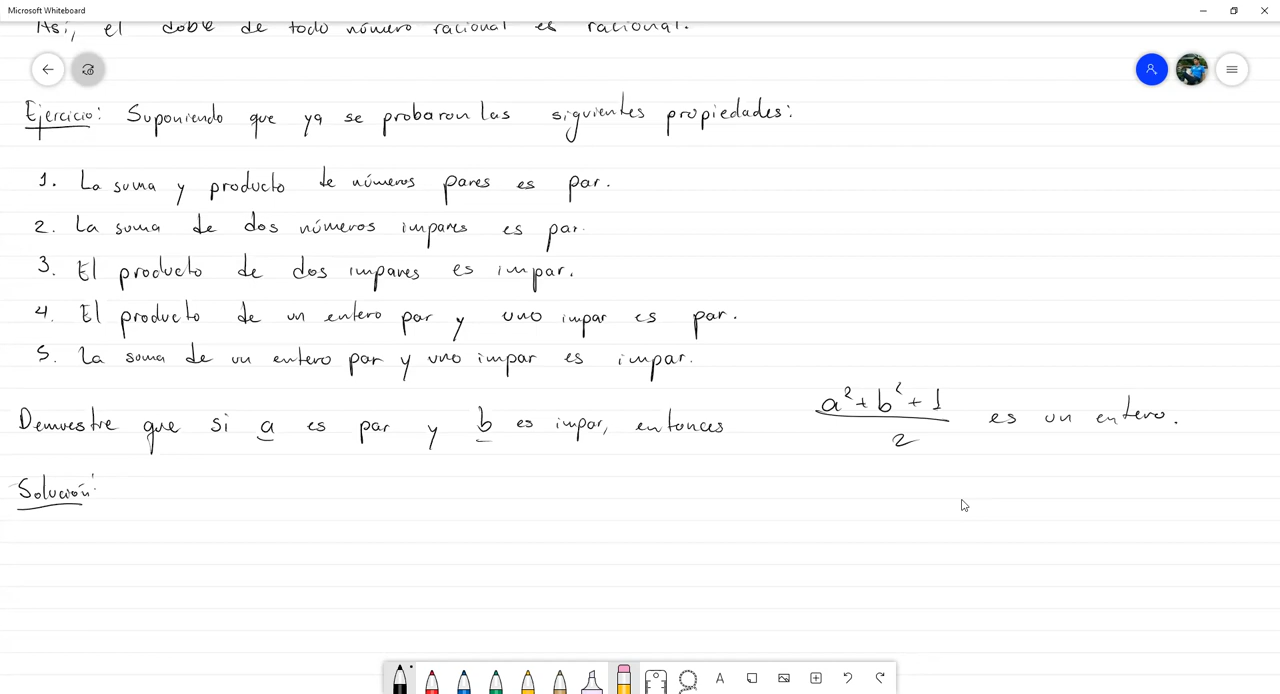 Microsoft Whiteboard
Así, el doble de todo número racional es racional.
Ejercicio: Suponiendo que ya se probaron las siguientes propiedades:
1. La suma y producto de números pares es par.
2. La suma de dos números impares es par.
3. El producto de dos impares es impar.
4. El producto de un entero par y uno impar es par.
5. La suma de un entero par y uno impar es impar.
Demuestre que si a es par y b es impar, entonces (a² + b² + 1)/2 es un entero.
Solución: